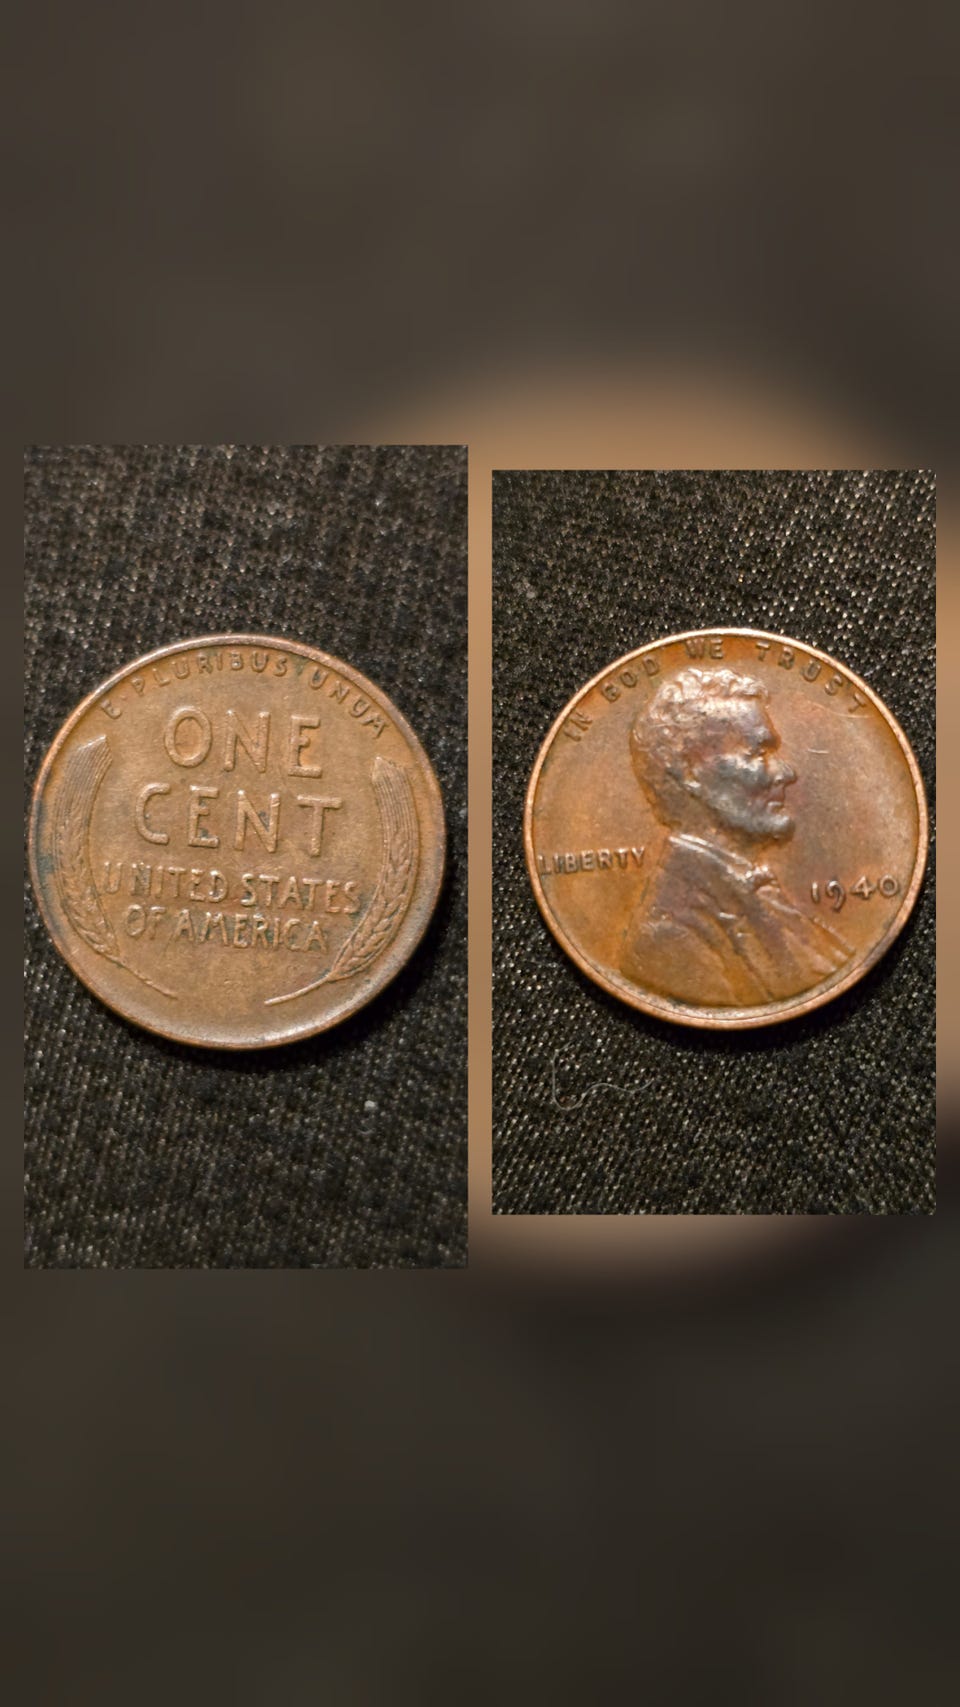 E PLURIBUS UNUM
ONE
CENT
UNITED STATES
OF AMERICA
IN GOD WE TRUST
LIBERTY
1940